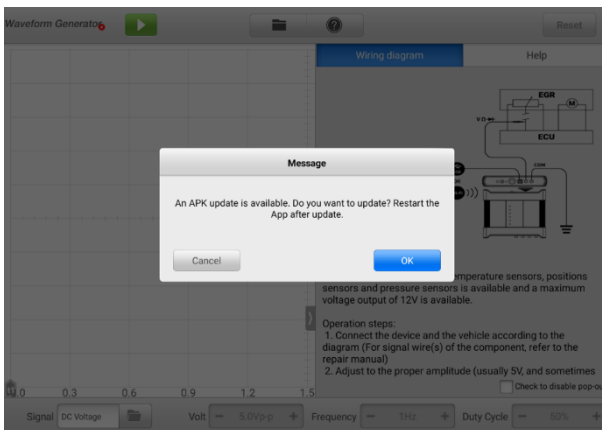 Waveform Generator
Reset
Wiring diagram
Help
EGR
M
V
ECU
COM
Message
An APK update is available. Do you want to update? Restart the
App after update.
Cancel
OK
emperature sensors, positions
sensors and pressure sensors is available and a maximum
voltage output of 12V is available.
Operation steps:
1. Connect the device and the vehicle according to the
diagram (For signal wire(s) of the component, refer to the
repair manual)
2. Adjust to the proper amplitude (usually 5V, and sometimes
Check to disable pop-ou
0.3
0.6
0.9
1.2
1.5
Signal
DC Voltage
Volt
− 5.0Vp-p +
Frequency
− 1Hz +
Duty Cycle
− 50% +